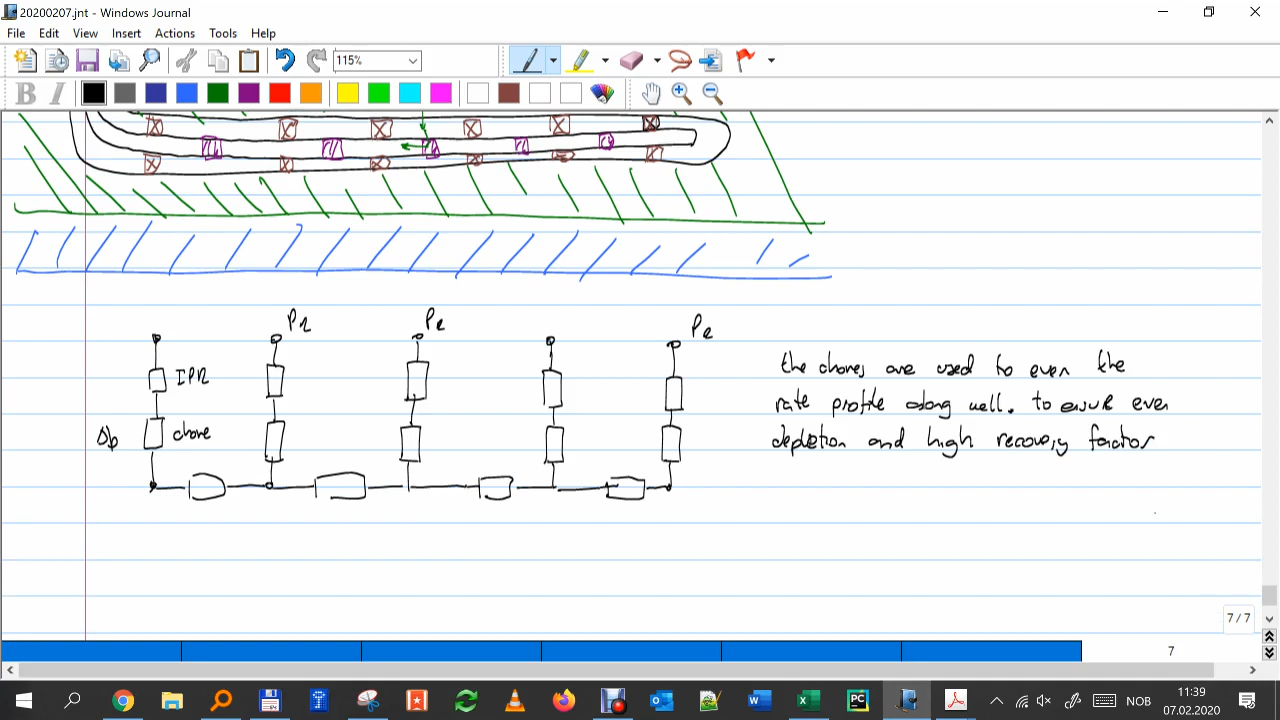 20200207.jnt - Windows Journal
File Edit View Insert Actions Tools Help
115%
B I
PR
Pe
Pe
IPR
Δp
chore
the chores are used to even the
rate profile along well. to ensure even
depletion and high recovery factor
7 / 7
7
NOB
11:39
07.02.2020